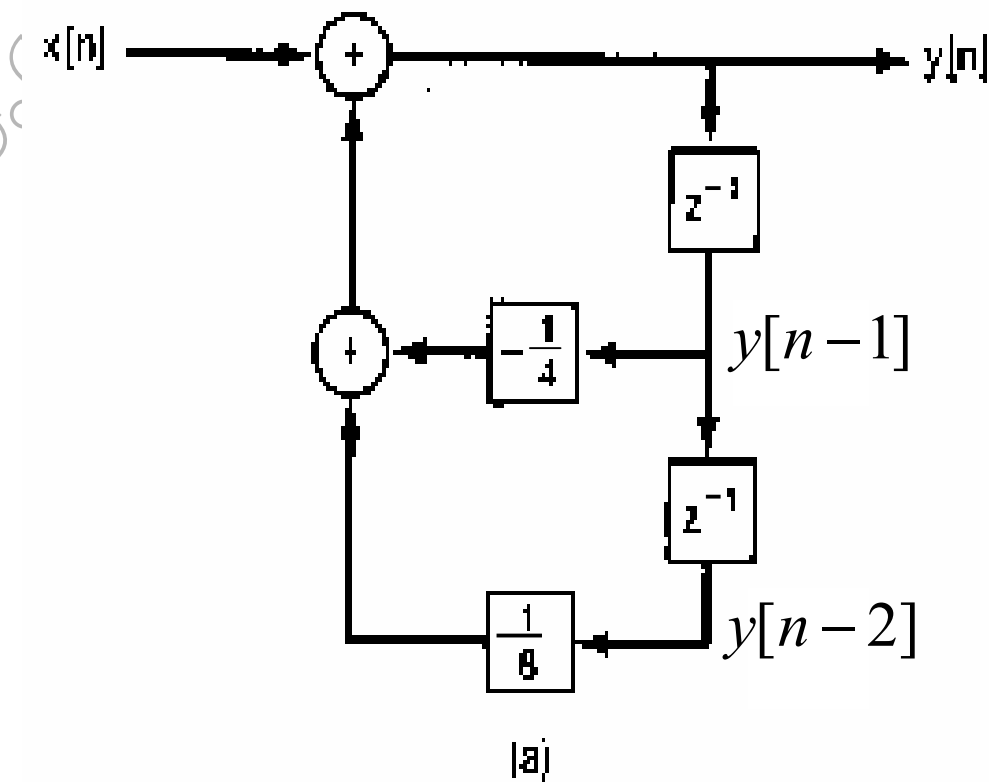 x[n]
+
y[n]
z⁻¹
+
-1/4
y[n−1]
z⁻¹
1/8
y[n−2]
(a)